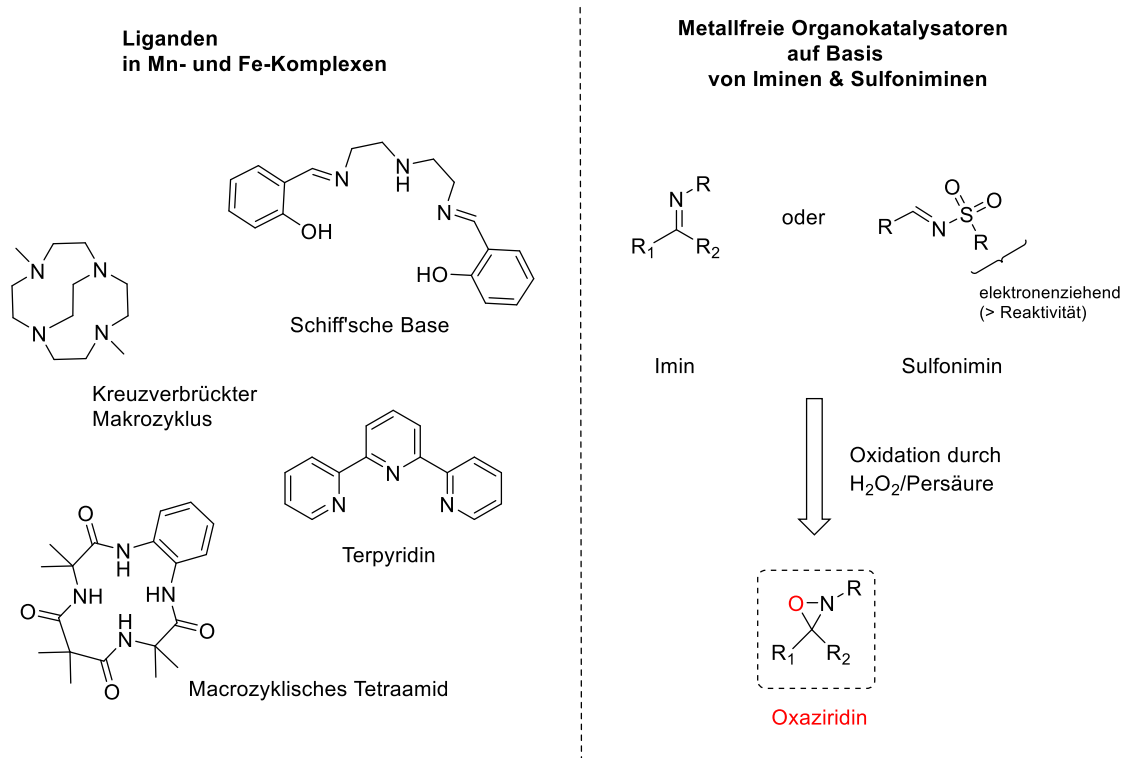 Liganden
in Mn- und Fe-Komplexen
N
N
H
N
OH
HO
Schiff'sche Base
N
N
N
N
Kreuzverbrückter
Makrozyklus
N
N
N
Terpyridin
O
N
H
NH
HN
O
H
N
O
O
Macrozyklisches Tetraamid
Metallfreie Organokatalysatoren
auf Basis
von Iminen & Sulfoniminen
R
N
R1
R2
oder
O
O
S
R
N
R
elektronenziehend
(> Reaktivität)
Imin
Sulfonimin
Oxidation durch
H2O2/Persäure
R
O
N
R1
R2
Oxaziridin